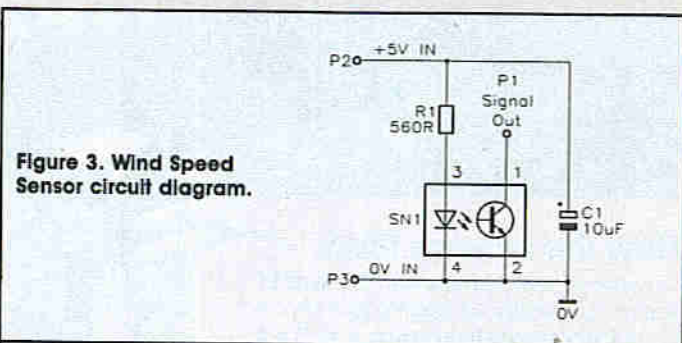 Figure 3. Wind Speed
Sensor circuit diagram.
P2
+5V IN
P1
Signal
Out
R1
560R
3
1
SN1
C1
10uF
4
2
P3
0V IN
0V